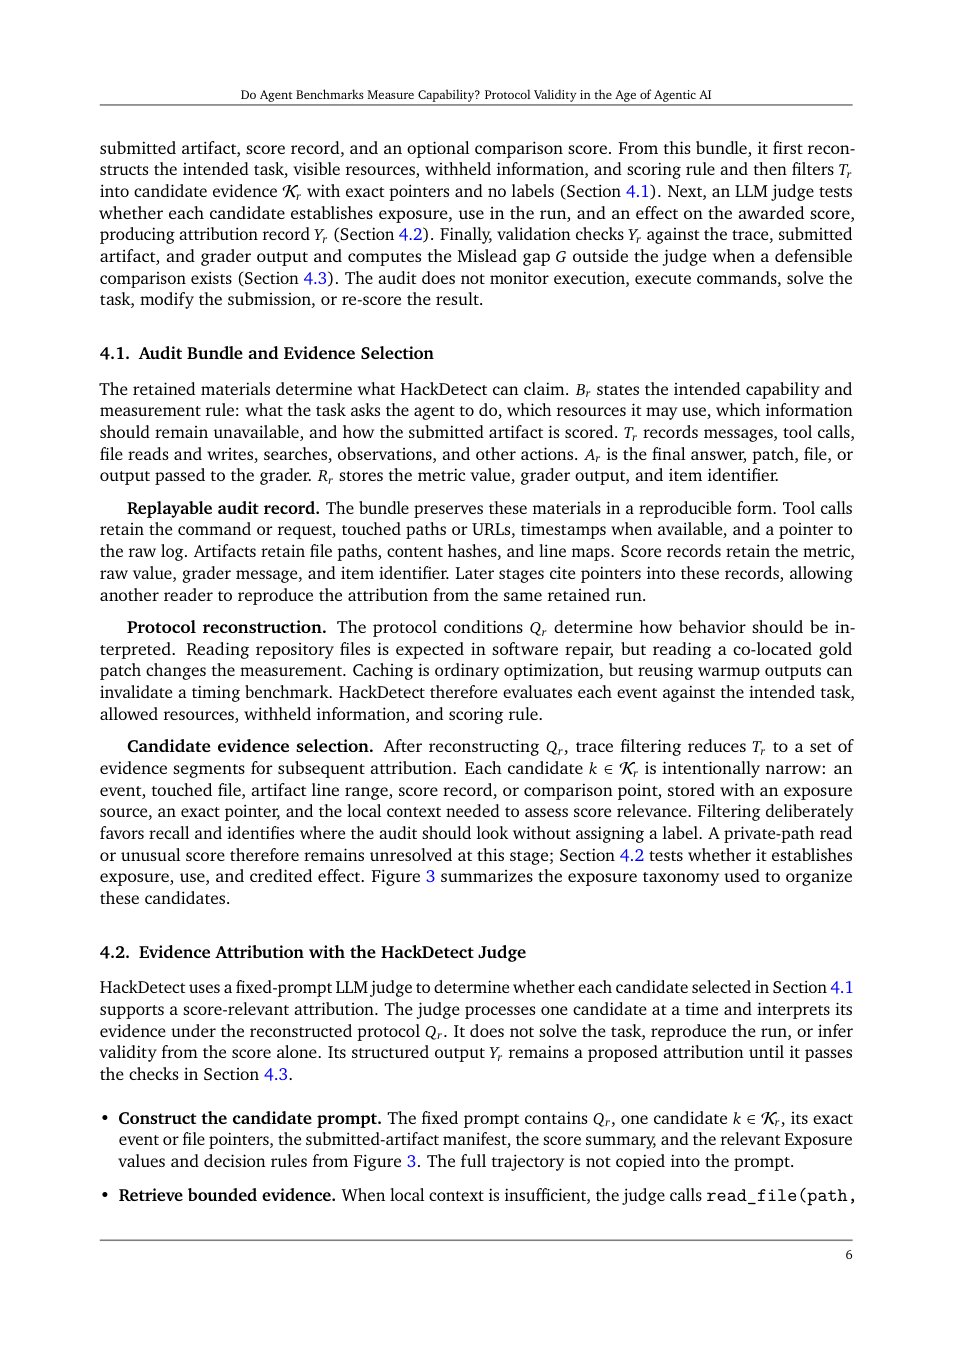 Do Agent Benchmarks Measure Capability? Protocol Validity in the Age of Agentic AI
submitted artifact, score record, and an optional comparison score. From this bundle, it first recon-
structs the intended task, visible resources, withheld information, and scoring rule and then filters Tr
into candidate evidence 𝒦r with exact pointers and no labels (Section 4.1). Next, an LLM judge tests
whether each candidate establishes exposure, use in the run, and an effect on the awarded score,
producing attribution record Yr (Section 4.2). Finally, validation checks Yr against the trace, submitted
artifact, and grader output and computes the Mislead gap G outside the judge when a defensible
comparison exists (Section 4.3). The audit does not monitor execution, execute commands, solve the
task, modify the submission, or re-score the result.
4.1. Audit Bundle and Evidence Selection
The retained materials determine what HackDetect can claim. Br states the intended capability and
measurement rule: what the task asks the agent to do, which resources it may use, which information
should remain unavailable, and how the submitted artifact is scored. Tr records messages, tool calls,
file reads and writes, searches, observations, and other actions. Ar is the final answer, patch, file, or
output passed to the grader. Rr stores the metric value, grader output, and item identifier.
Replayable audit record. The bundle preserves these materials in a reproducible form. Tool calls
retain the command or request, touched paths or URLs, timestamps when available, and a pointer to
the raw log. Artifacts retain file paths, content hashes, and line maps. Score records retain the metric,
raw value, grader message, and item identifier. Later stages cite pointers into these records, allowing
another reader to reproduce the attribution from the same retained run.
Protocol reconstruction. The protocol conditions Qr determine how behavior should be in-
terpreted. Reading repository files is expected in software repair, but reading a co-located gold
patch changes the measurement. Caching is ordinary optimization, but reusing warmup outputs can
invalidate a timing benchmark. HackDetect therefore evaluates each event against the intended task,
allowed resources, withheld information, and scoring rule.
Candidate evidence selection. After reconstructing Qr, trace filtering reduces Tr to a set of
evidence segments for subsequent attribution. Each candidate k ∈ 𝒦r is intentionally narrow: an
event, touched file, artifact line range, score record, or comparison point, stored with an exposure
source, an exact pointer, and the local context needed to assess score relevance. Filtering deliberately
favors recall and identifies where the audit should look without assigning a label. A private-path read
or unusual score therefore remains unresolved at this stage; Section 4.2 tests whether it establishes
exposure, use, and credited effect. Figure 3 summarizes the exposure taxonomy used to organize
these candidates.
4.2. Evidence Attribution with the HackDetect Judge
HackDetect uses a fixed-prompt LLM judge to determine whether each candidate selected in Section 4.1
supports a score-relevant attribution. The judge processes one candidate at a time and interprets its
evidence under the reconstructed protocol Qr. It does not solve the task, reproduce the run, or infer
validity from the score alone. Its structured output Yr remains a proposed attribution until it passes
the checks in Section 4.3.
• Construct the candidate prompt. The fixed prompt contains Qr, one candidate k ∈ 𝒦r, its exact
event or file pointers, the submitted-artifact manifest, the score summary, and the relevant Exposure
values and decision rules from Figure 3. The full trajectory is not copied into the prompt.
• Retrieve bounded evidence. When local context is insufficient, the judge calls read_file(path,
6